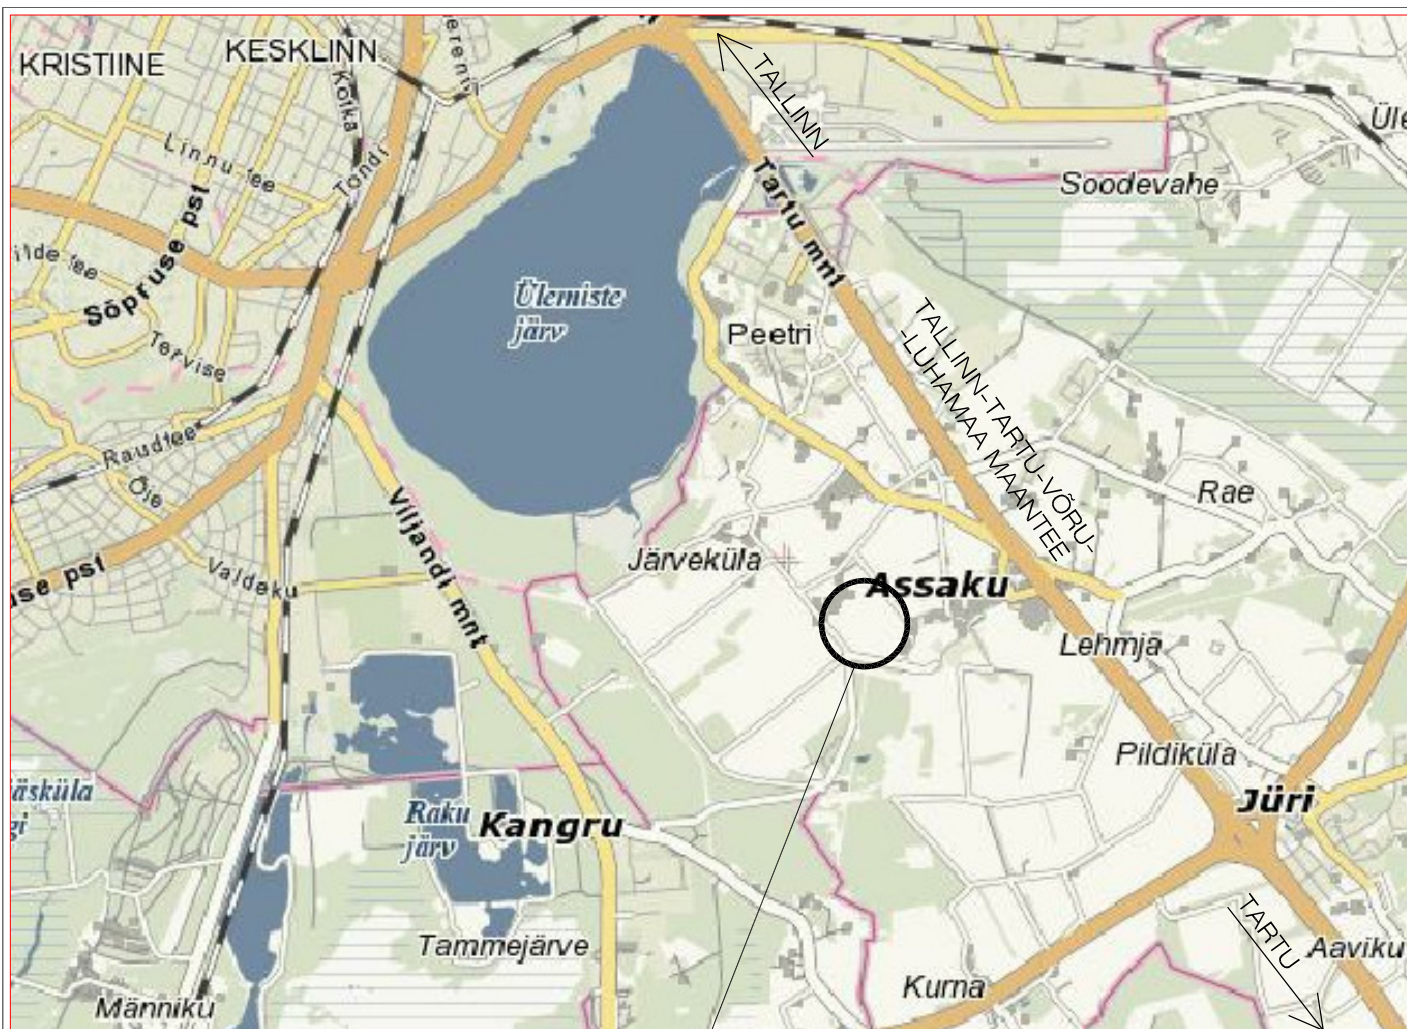 KRISTIINE
KESKLINN
Kotka
TALLINN
Linnu tee
Tondi
Sõpruse pst
Tervise
Raudtee
Õie
Valdeku
Ülemiste
järv
Tartu mnt
Soodevahe
Peetri
TALLINN-TARTU-VÕRU-
-LUHAMAA MAANTEE
Rae
Viljandi mnt
Järveküla
Assaku
Lehmja
Pildiküla
Jüri
Raku
järv
Kangru
Tammejärve
Männiku
Kurna
TARTU
Aaviku